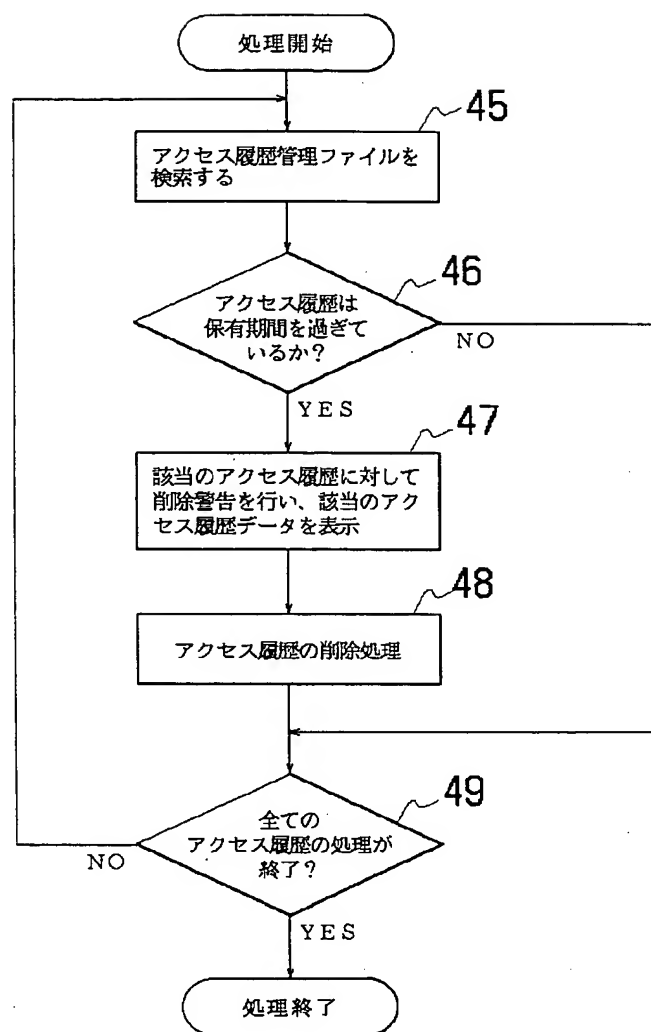 処理開始
45
アクセス履歴管理ファイルを
検索する
46
アクセス履歴は
保有期間を過ぎて
いるか？
NO
YES
47
該当のアクセス履歴に対して
削除警告を行い、該当のアク
セス履歴データを表示
48
アクセス履歴の削除処理
49
全ての
アクセス履歴の処理が
終了？
NO
YES
処理終了